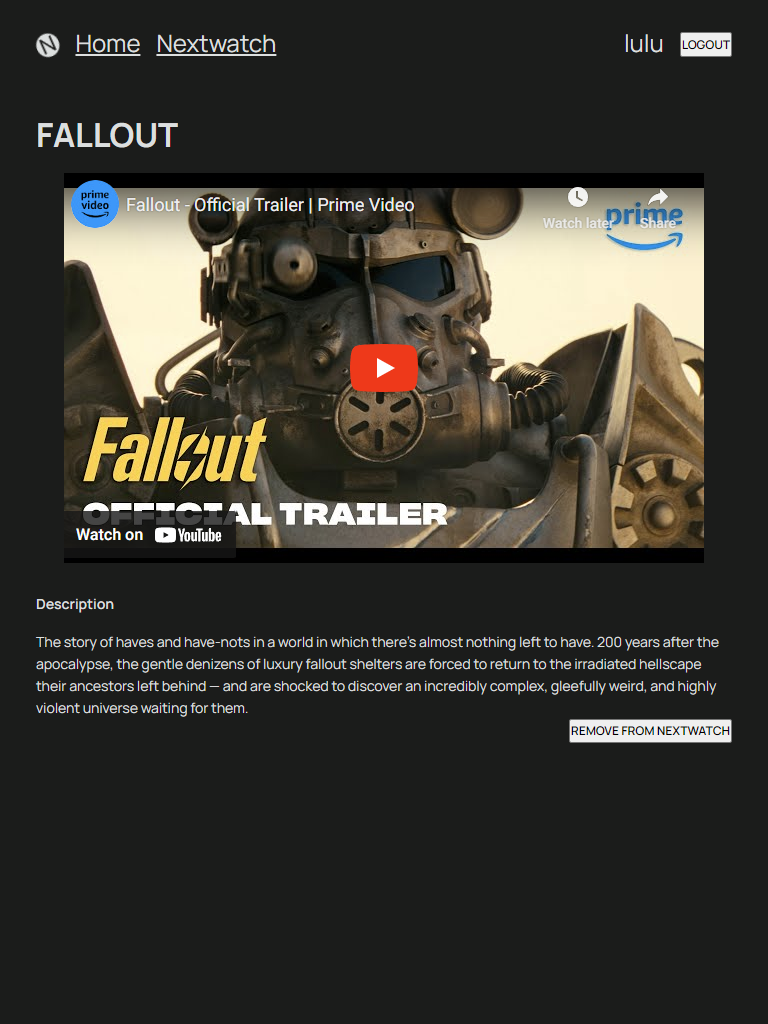 N Home Nextwatch lulu LOGOUT
FALLOUT
prime video
Fallout - Official Trailer | Prime Video
Watch later
Share
prime
Fallout
OFFICIAL TRAILER
Watch on YouTube
Description
The story of haves and have-nots in a world in which there's almost nothing left to have. 200 years after the
apocalypse, the gentle denizens of luxury fallout shelters are forced to return to the irradiated hellscape
their ancestors left behind — and are shocked to discover an incredibly complex, gleefully weird, and highly
violent universe waiting for them.
REMOVE FROM NEXTWATCH